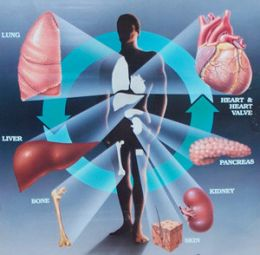 LUNG
HEART &
HEART
VALVE
LIVER
PANCREAS
BONE
KIDNEY
SKIN